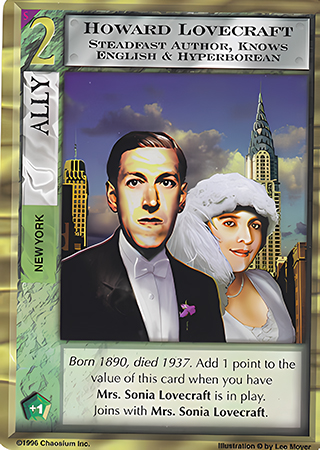 S
2
HOWARD LOVECRAFT
STEADFAST AUTHOR, KNOWS
ENGLISH & HYPERBOREAN
ALLY
NEW YORK
Born 1890, died 1937. Add 1 point to the
value of this card when you have
Mrs. Sonia Lovecraft is in play.
Joins with Mrs. Sonia Lovecraft.
+1
©1996 Chaosium Inc.
Illustration © by Leo Moyer